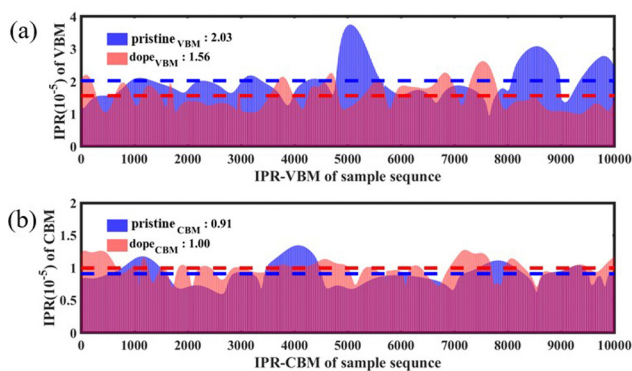 (a)
IPR(10⁻⁵) of VBM
4
3
2
1
0
pristine_VBM : 2.03
dope_VBM : 1.56
0 1000 2000 3000 4000 5000 6000 7000 8000 9000 10000
IPR-VBM of sample sequnce
(b)
IPR(10⁻⁵) of CBM
2
1.5
1
0.5
0
pristine_CBM : 0.91
dope_CBM : 1.00
0 1000 2000 3000 4000 5000 6000 7000 8000 9000 10000
IPR-CBM of sample sequnce